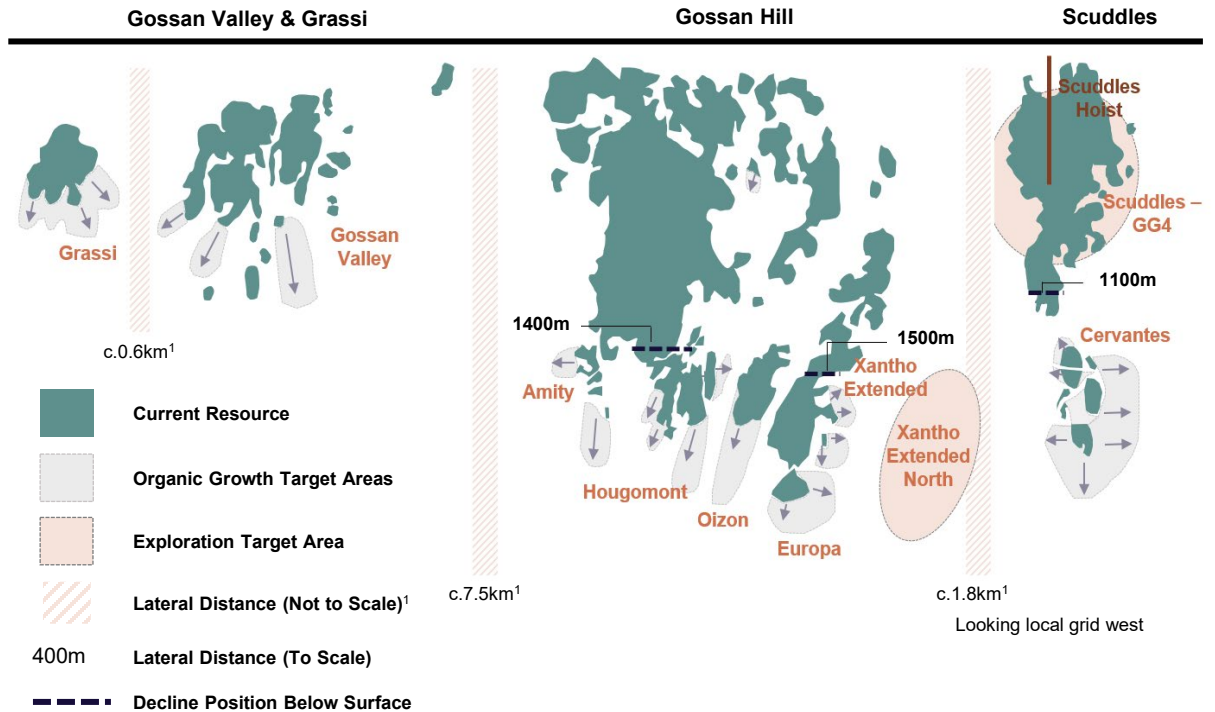 Gossan Valley & Grassi
Gossan Hill
Scuddles
Scuddles
Hoist
Scuddles –
GG4
Grassi
Gossan
Valley
1100m
1400m
1500m
c.0.6km¹
Amity
Xantho
Extended
Cervantes
Current Resource
Xantho
Extended
North
Organic Growth Target Areas
Hougomont
Oizon
Europa
Exploration Target Area
c.7.5km¹
c.1.8km¹
Lateral Distance (Not to Scale)¹
Looking local grid west
400m
Lateral Distance (To Scale)
Decline Position Below Surface